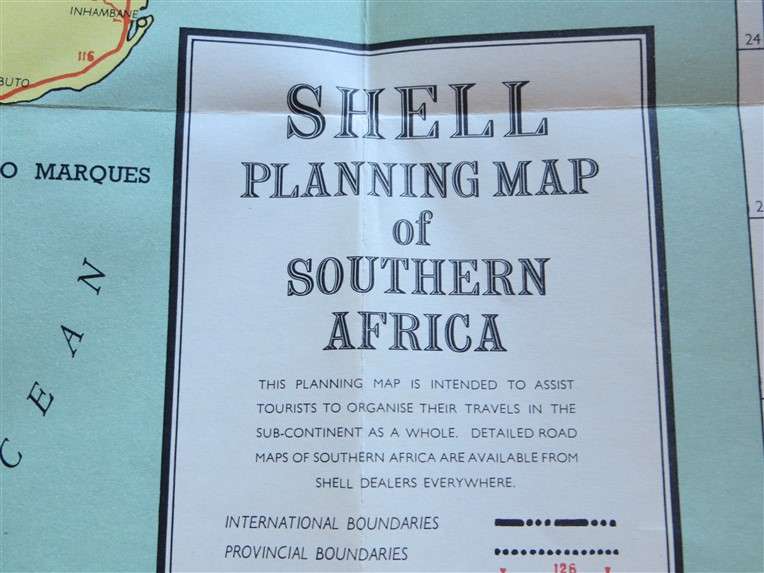 INHAMBANE
116
BUTO
O MARQUES
CEAN
24
2
SHELL
PLANNING MAP
of
SOUTHERN
AFRICA
THIS PLANNING MAP IS INTENDED TO ASSIST
TOURISTS TO ORGANISE THEIR TRAVELS IN THE
SUB-CONTINENT AS A WHOLE. DETAILED ROAD
MAPS OF SOUTHERN AFRICA ARE AVAILABLE FROM
SHELL DEALERS EVERYWHERE.
INTERNATIONAL BOUNDARIES
PROVINCIAL BOUNDARIES
126